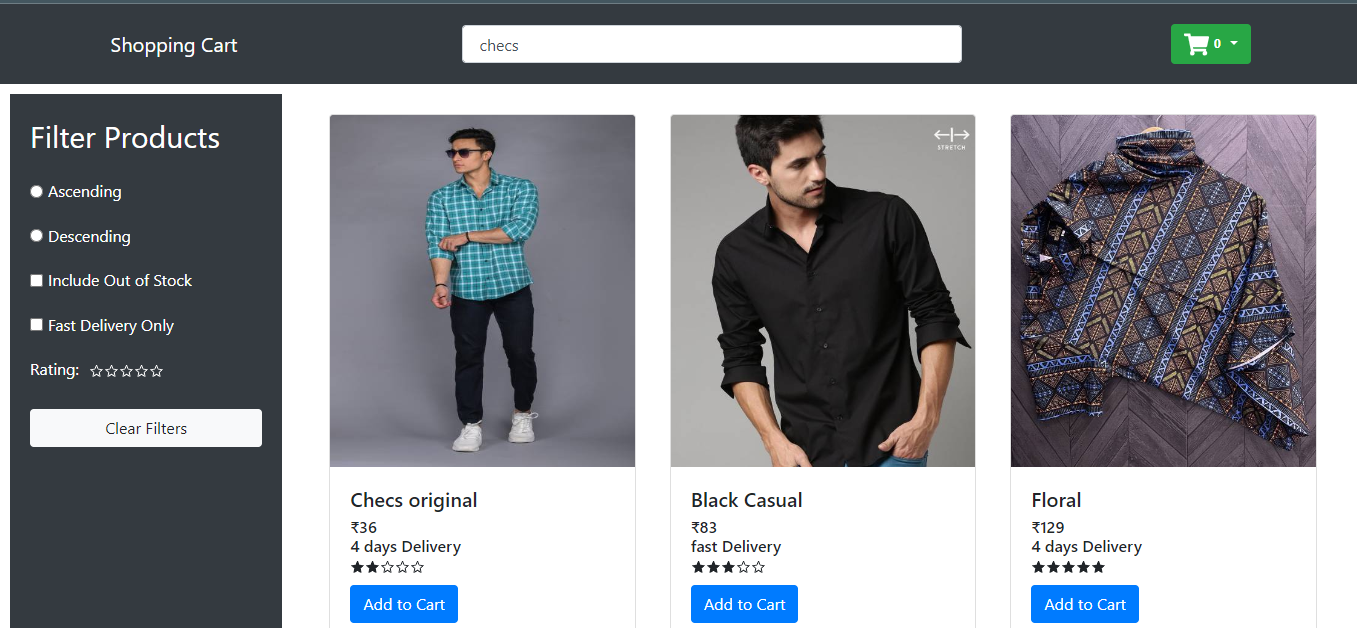 Shopping Cart
checs
0
Filter Products
Ascending
Descending
Include Out of Stock
Fast Delivery Only
Rating:
Clear Filters
STRETCH
Checs original
₹36
4 days Delivery
Add to Cart
Black Casual
₹83
fast Delivery
Add to Cart
Floral
₹129
4 days Delivery
Add to Cart